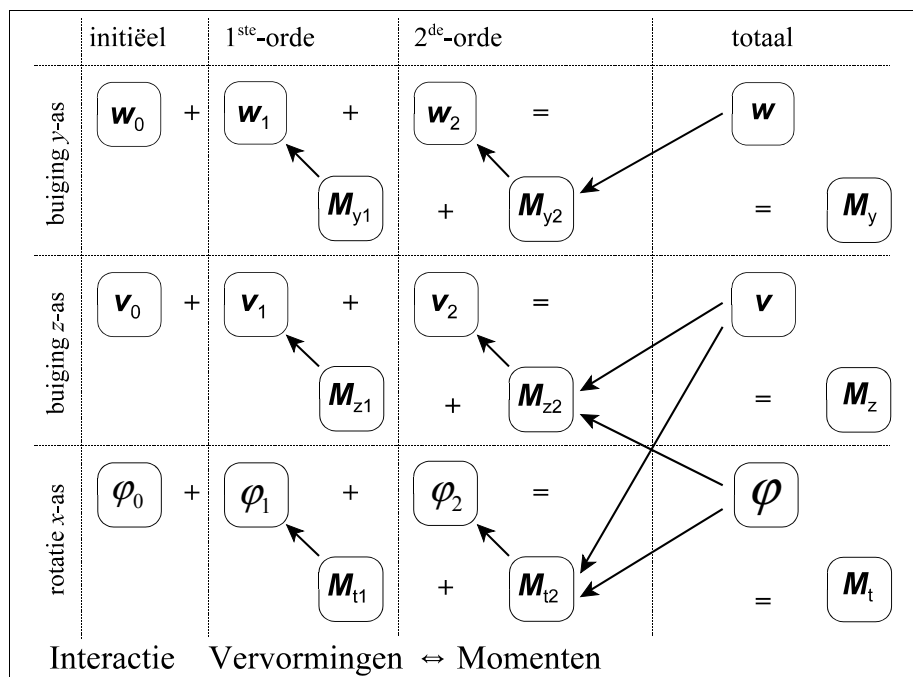 initiëel 1ste-orde 2de-orde totaal
buiging y-as
w0 + w1 + w2 = w
My1 + My2 = My
buiging z-as
v0 + v1 + v2 = v
Mz1 + Mz2 = Mz
rotatie x-as
φ0 + φ1 + φ2 = φ
Mt1 + Mt2 = Mt
Interactie Vervormingen ⇔ Momenten